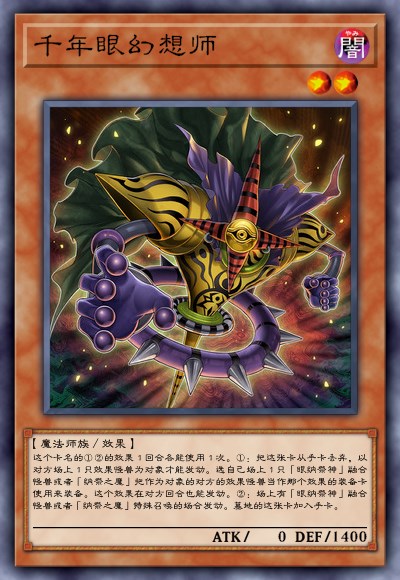 千年眼幻想师
やみ
闇
【魔法师族／效果】
这个卡名的①②的效果1回合各能使用1次。①：把这张卡从手卡丢弃，以
对方场上1只效果怪兽为对象才能发动。选自己场上1只「眼纳祭神」融合
怪兽或者「纳祭之魔」把作为对象的对方的效果怪兽当作那个效果的装备卡
使用来装备。这个效果在对方回合也能发动。②：场上有「眼纳祭神」融合
怪兽或者「纳祭之魔」特殊召唤的场合发动。墓地的这张卡加入手卡。
ATK/ 0 DEF/1400